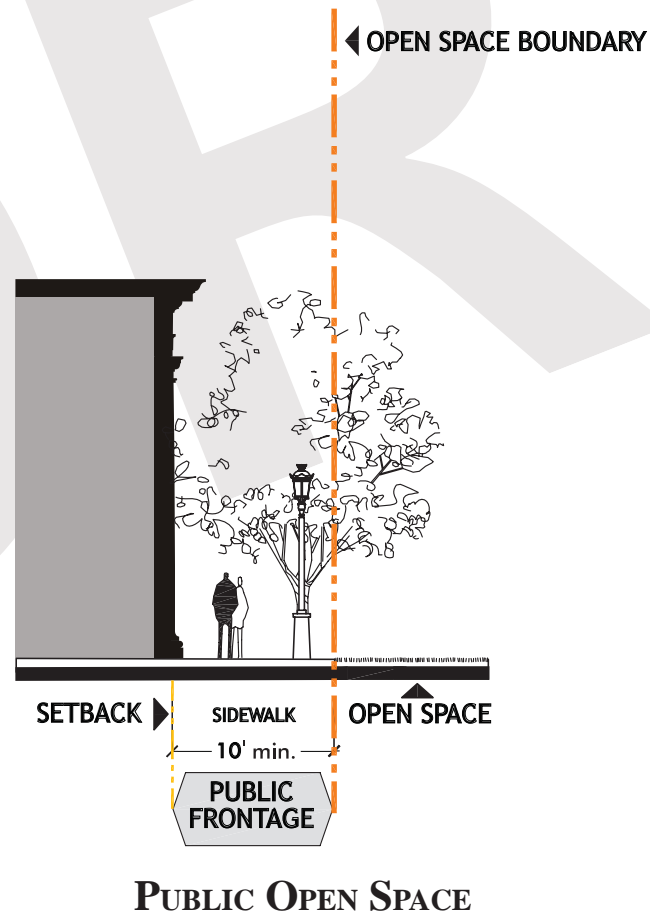 OPEN SPACE BOUNDARY
SETBACK
SIDEWALK
OPEN SPACE
10' min.
PUBLIC
FRONTAGE
PUBLIC OPEN SPACE